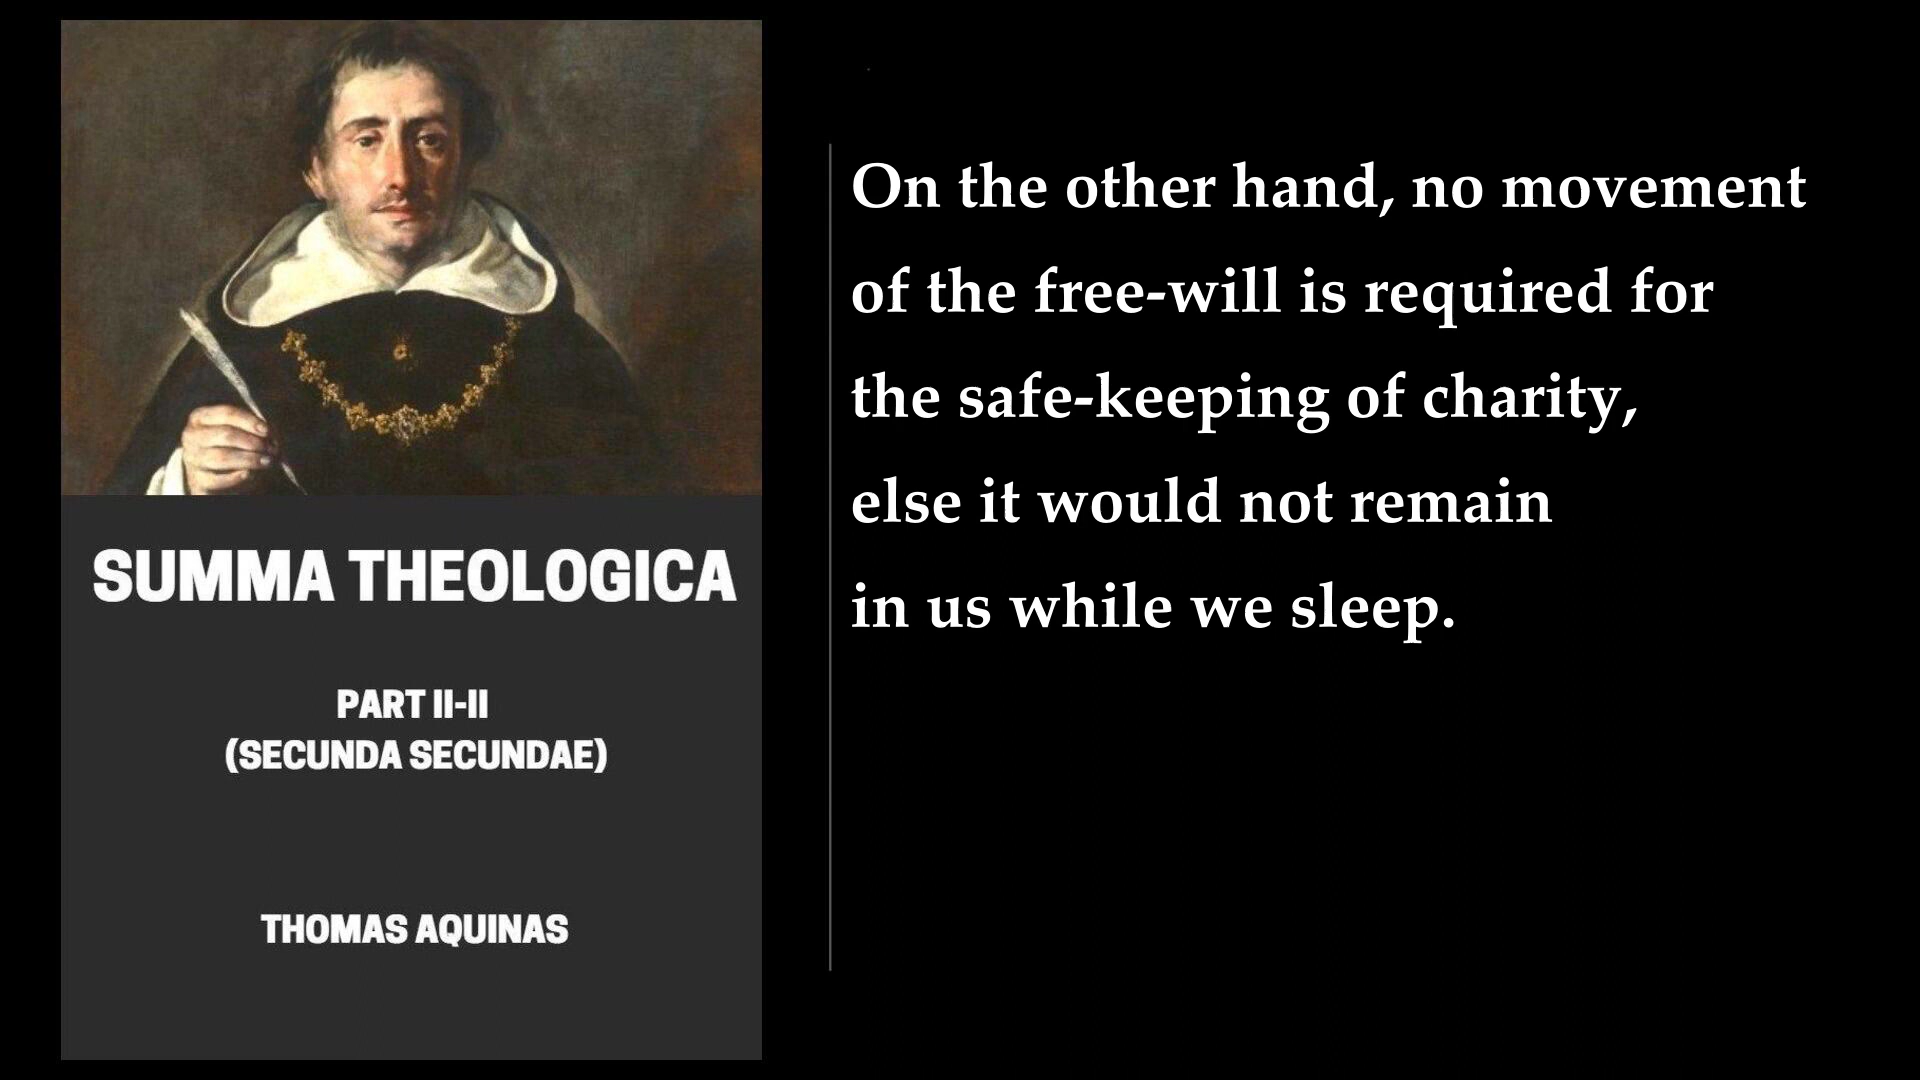 SUMMA THEOLOGICA
PART II-II
(SECUNDA SECUNDAE)
THOMAS AQUINAS
On the other hand, no movement
of the free-will is required for
the safe-keeping of charity,
else it would not remain
in us while we sleep.